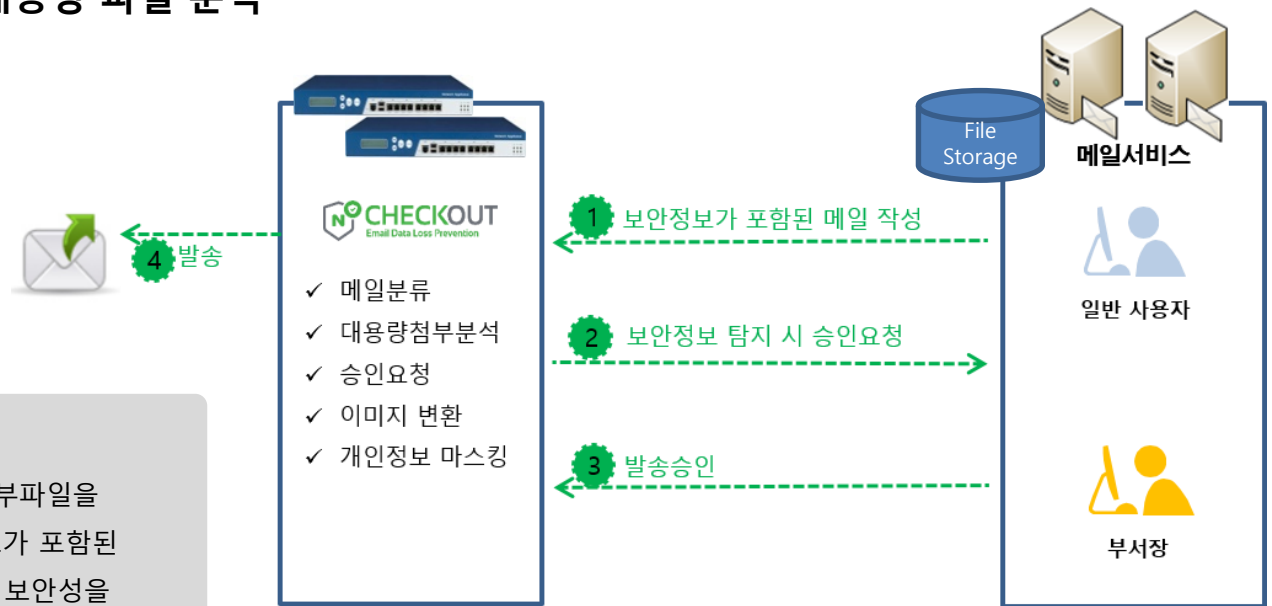 파일 분석
File
Storage
메일서비스
CHECKOUT
Email Data Loss Prevention
1 보안정보가 포함된 메일 작성
4 발송
✓ 메일분류
✓ 대용량첨부분석
✓ 승인요청
✓ 이미지 변환
✓ 개인정보 마스킹
2 보안정보 탐지 시 승인요청
일반 사용자
3 발송승인
부파일을
가 포함된
보안성을
부서장